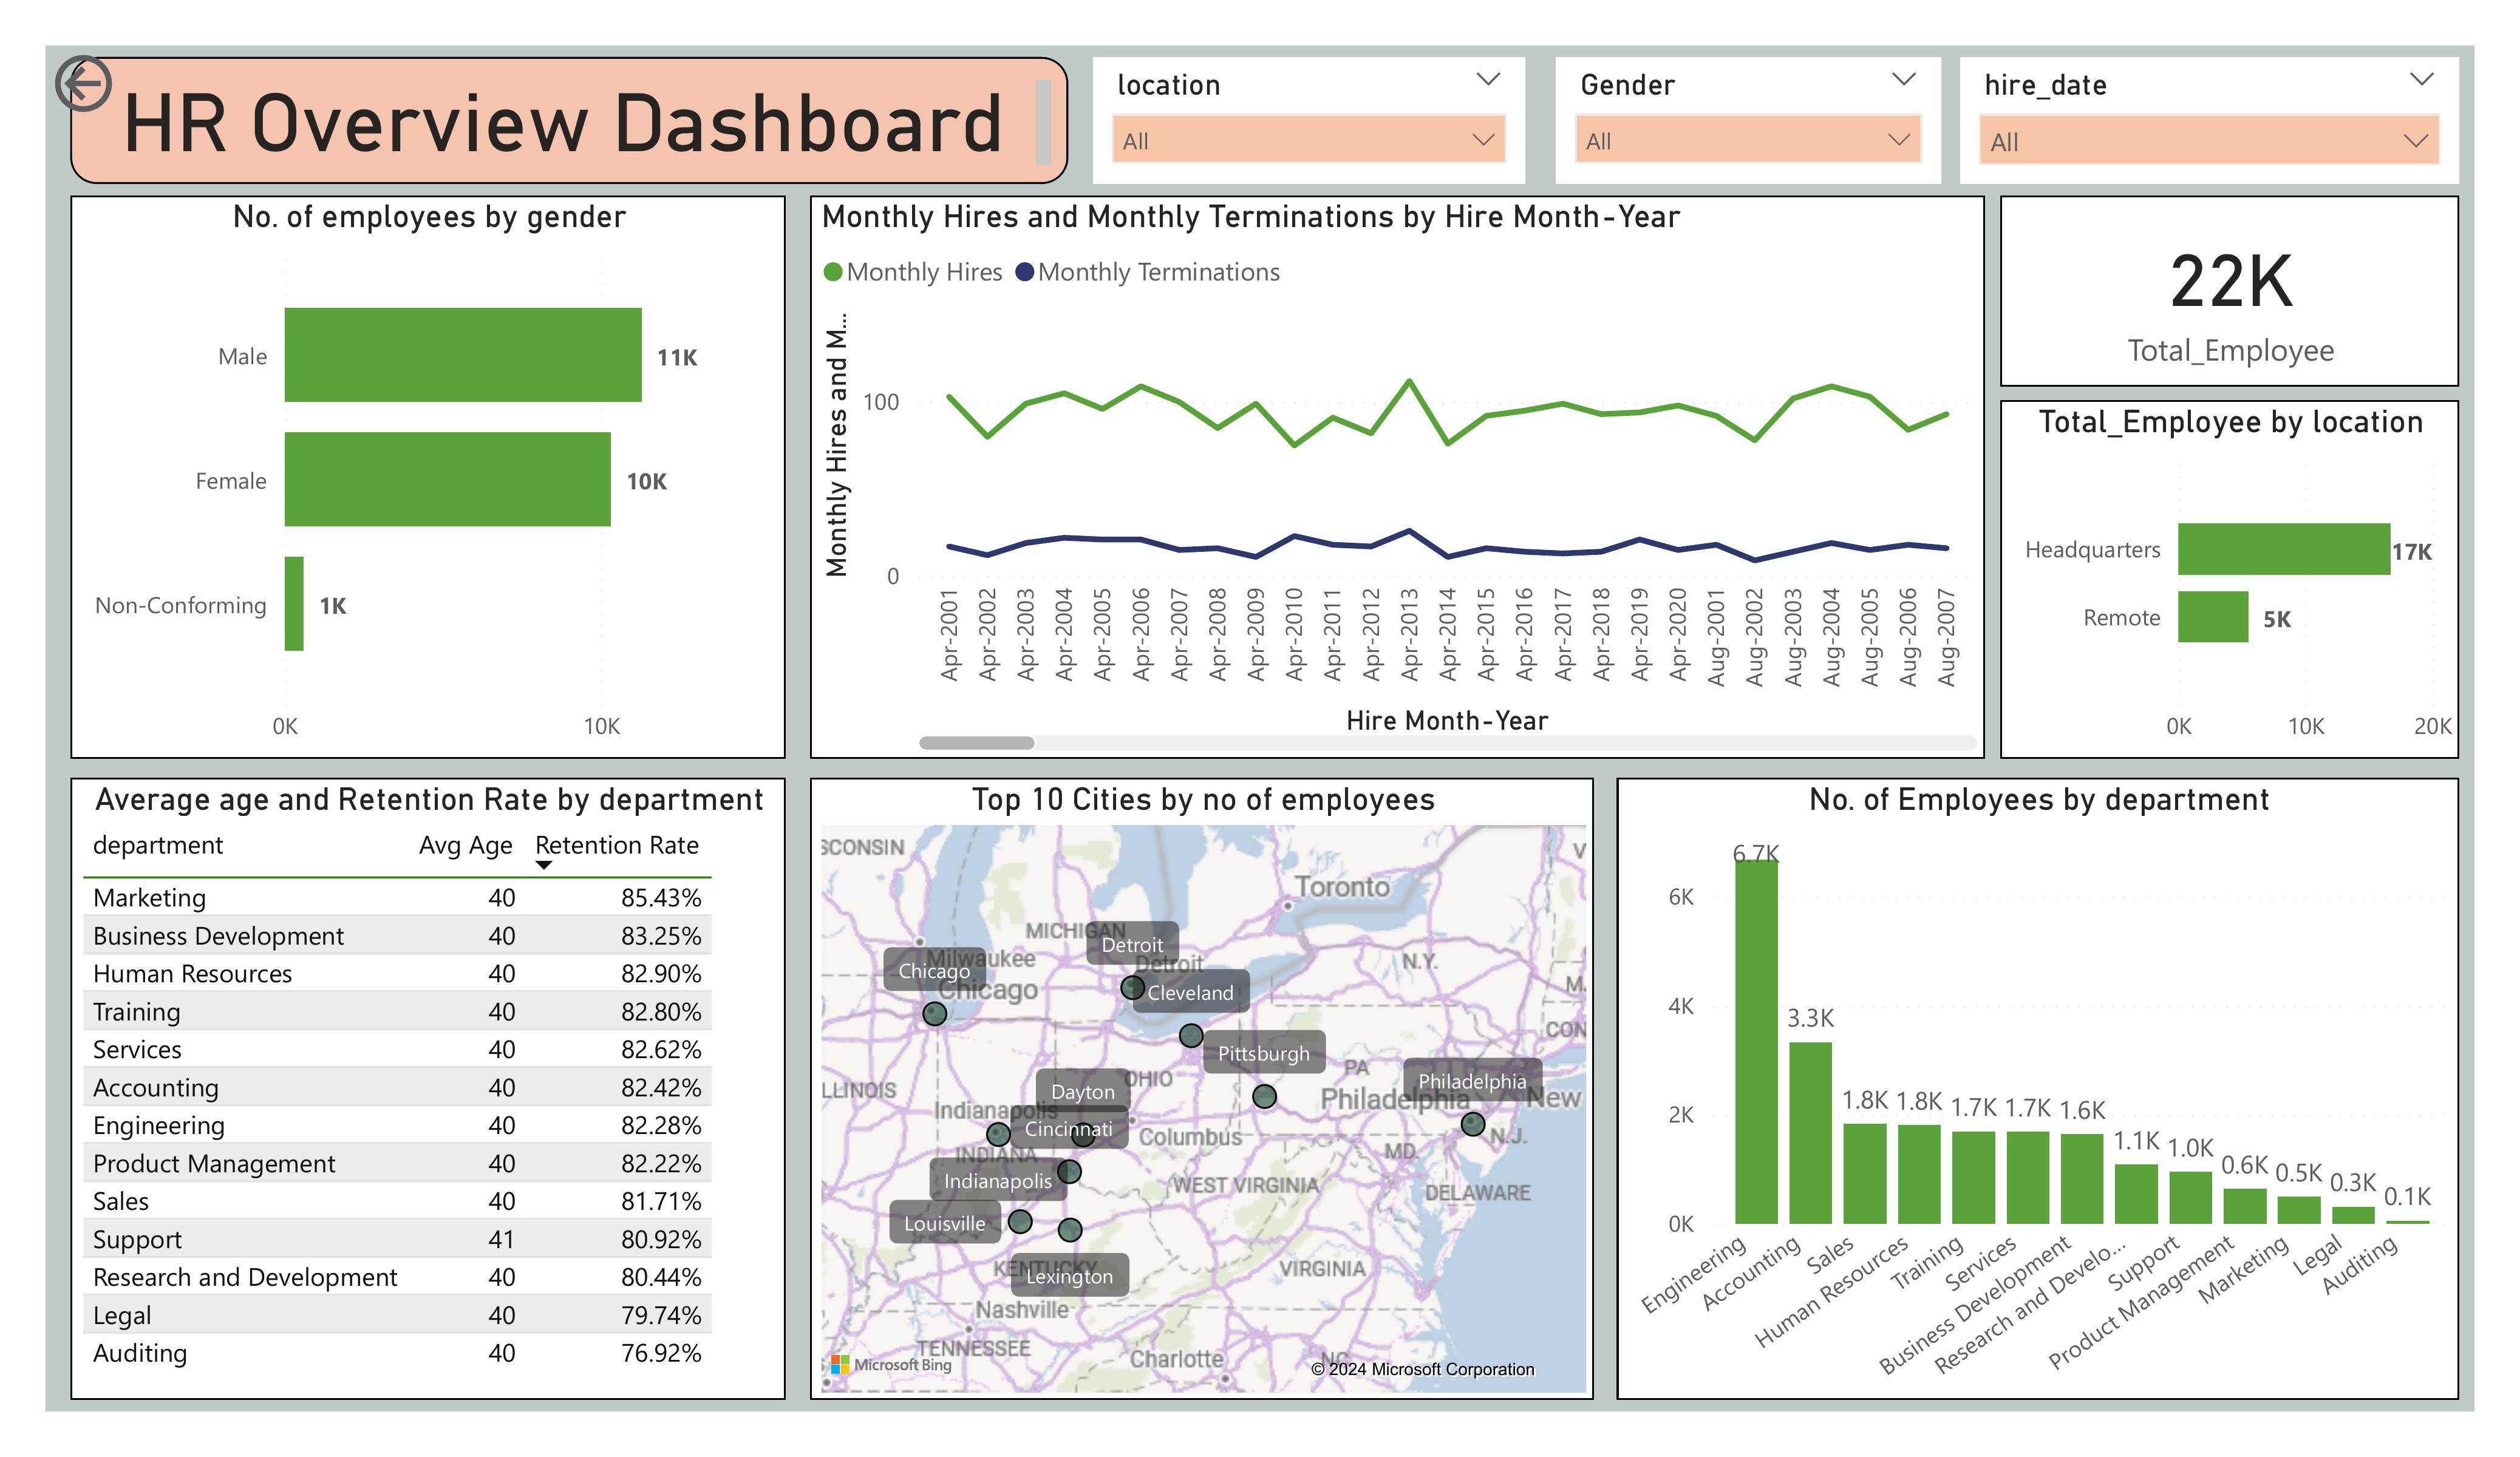 HR Overview Dashboard
location
All
Gender
All
hire_date
All
No. of employees by gender
Male
11K
Female
10K
Non-Conforming
1K
0K 10K
Monthly Hires and Monthly Terminations by Hire Month-Year
Monthly Hires Monthly Terminations
Monthly Hires and M...
100
0
Apr-2001 Apr-2002 Apr-2003 Apr-2004 Apr-2005 Apr-2006 Apr-2007 Apr-2008 Apr-2009 Apr-2010 Apr-2011 Apr-2012 Apr-2013 Apr-2014 Apr-2015 Apr-2016 Apr-2017 Apr-2018 Apr-2019 Apr-2020 Aug-2001 Aug-2002 Aug-2003 Aug-2004 Aug-2005 Aug-2006 Aug-2007
Hire Month-Year
22K
Total_Employee
Total_Employee by location
Headquarters 17K
Remote 5K
0K 10K 20K
Average age and Retention Rate by department
department Avg Age Retention Rate
Marketing 40 85.43%
Business Development 40 83.25%
Human Resources 40 82.90%
Training 40 82.80%
Services 40 82.62%
Accounting 40 82.42%
Engineering 40 82.28%
Product Management 40 82.22%
Sales 40 81.71%
Support 41 80.92%
Research and Development 40 80.44%
Legal 40 79.74%
Auditing 40 76.92%
Top 10 Cities by no of employees
SCONSIN
V
Toronto
MICHIGAN
Detroit
Milwaukee
Detroit
N.Y.
Chicago
Chicago
Cleveland
M.
CON
Pittsburgh
PA
OHIO
LLINOIS
Dayton
Philadelphia
Philadelphia
New
Indianapolis
Cincinnati
Columbus
N.J.
INDIANA
MD.
Indianapolis
WEST VIRGINIA
DELAWARE
Louisville
KENTUCKY
Lexington
VIRGINIA
Nashville
TENNESSEE
Charlotte
NC
Microsoft Bing
© 2024 Microsoft Corporation
No. of Employees by department
6K
4K
2K
0K
6.7K 3.3K 1.8K 1.8K 1.7K 1.7K 1.6K 1.1K 1.0K 0.6K 0.5K 0.3K 0.1K
Engineering Accounting Sales Human Resources Training Services Business Development Research and Develo... Support Product Management Marketing Legal Auditing